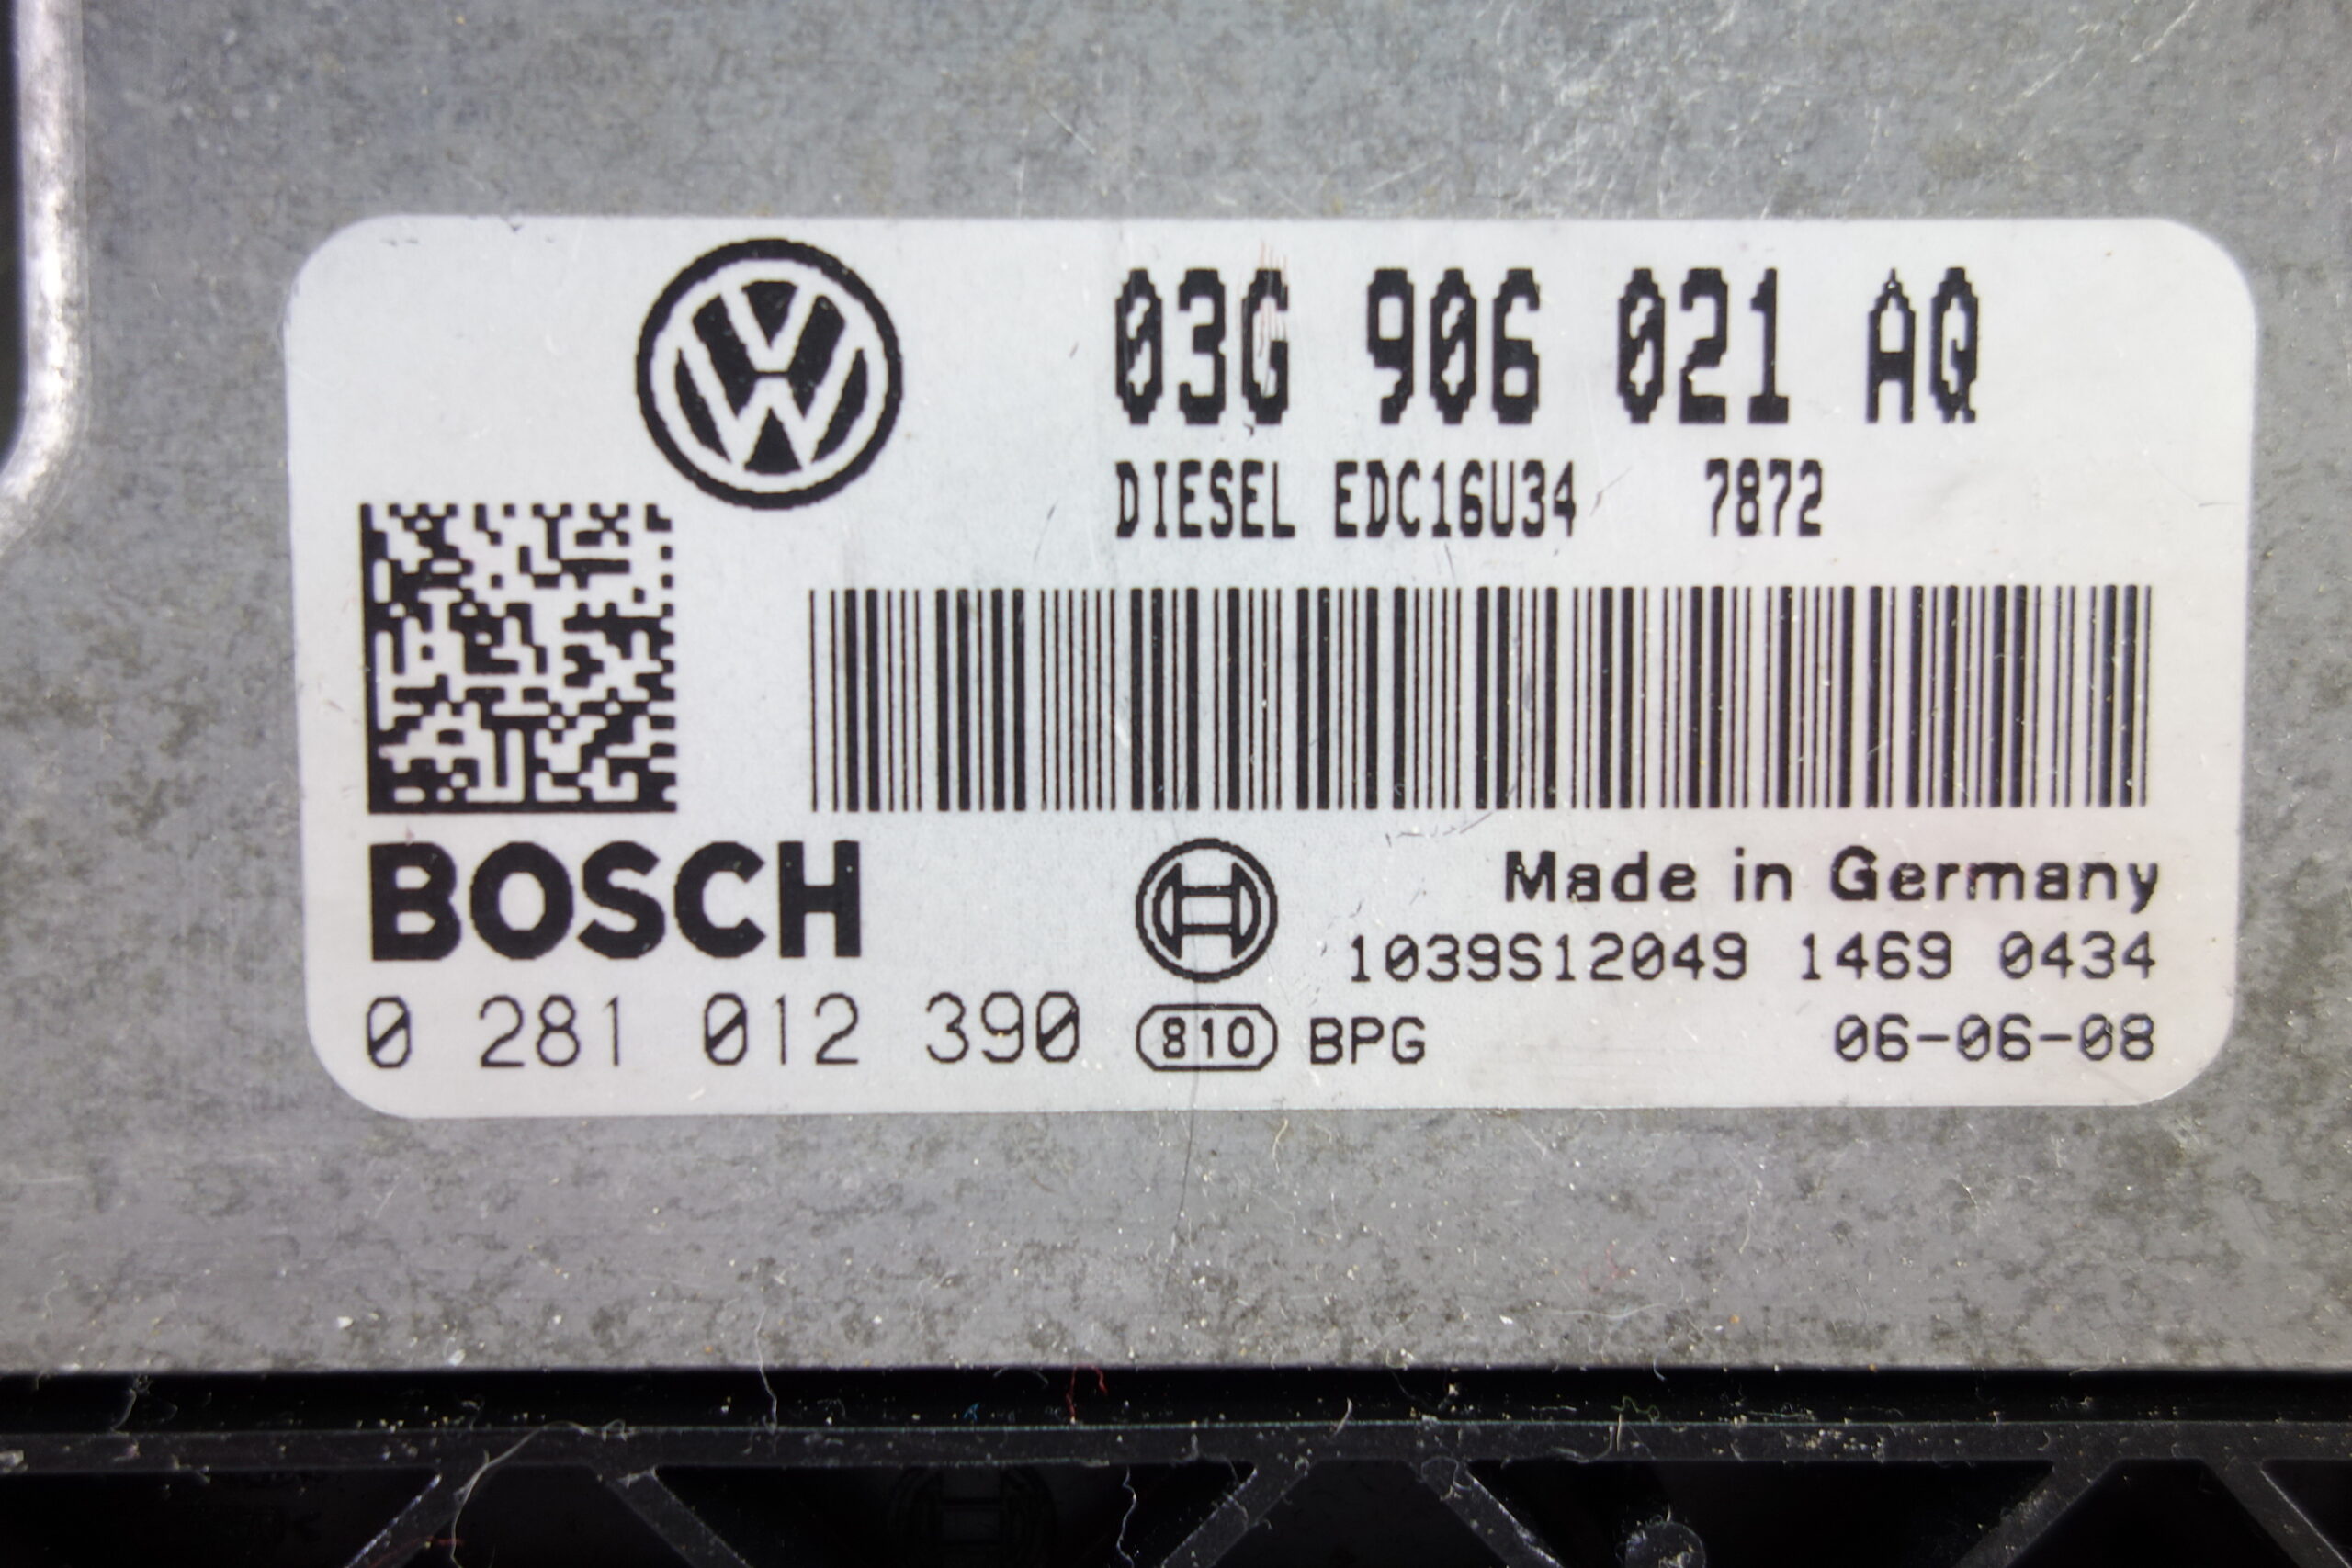 03G 906 021 AQ
DIESEL EDC16U34 7872
BOSCH
Made in Germany
1039S12049 1469 0434
0 281 012 390 810 BPG 06-06-08